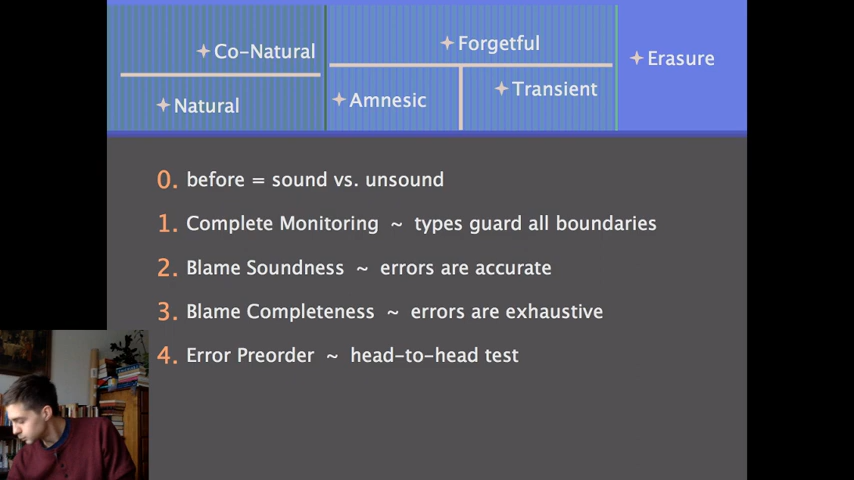 Co-Natural
Natural
Forgetful
Amnesic
Transient
Erasure
0. before = sound vs. unsound
1. Complete Monitoring ~ types guard all boundaries
2. Blame Soundness ~ errors are accurate
3. Blame Completeness ~ errors are exhaustive
4. Error Preorder ~ head-to-head test